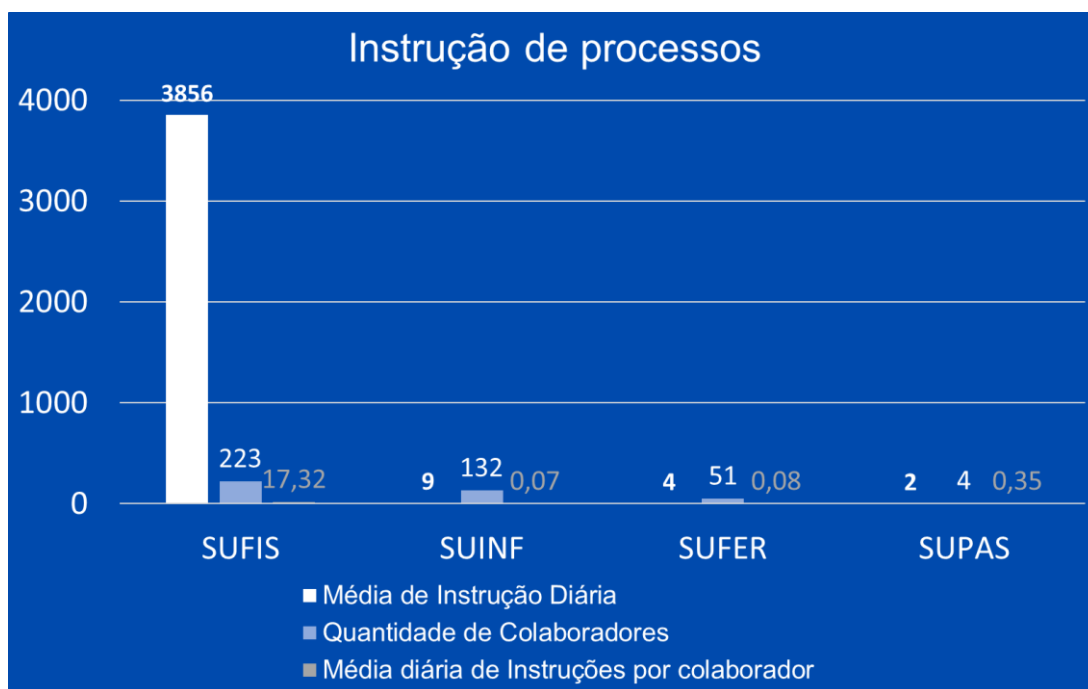 Instrução de processos
4000
3856
3000
2000
1000
223
17,32
9
132
0,07
4
51
0,08
2
4
0,35
0
SUFIS
SUINF
SUFER
SUPAS
Média de Instrução Diária
Quantidade de Colaboradores
Média diária de Instruções por colaborador